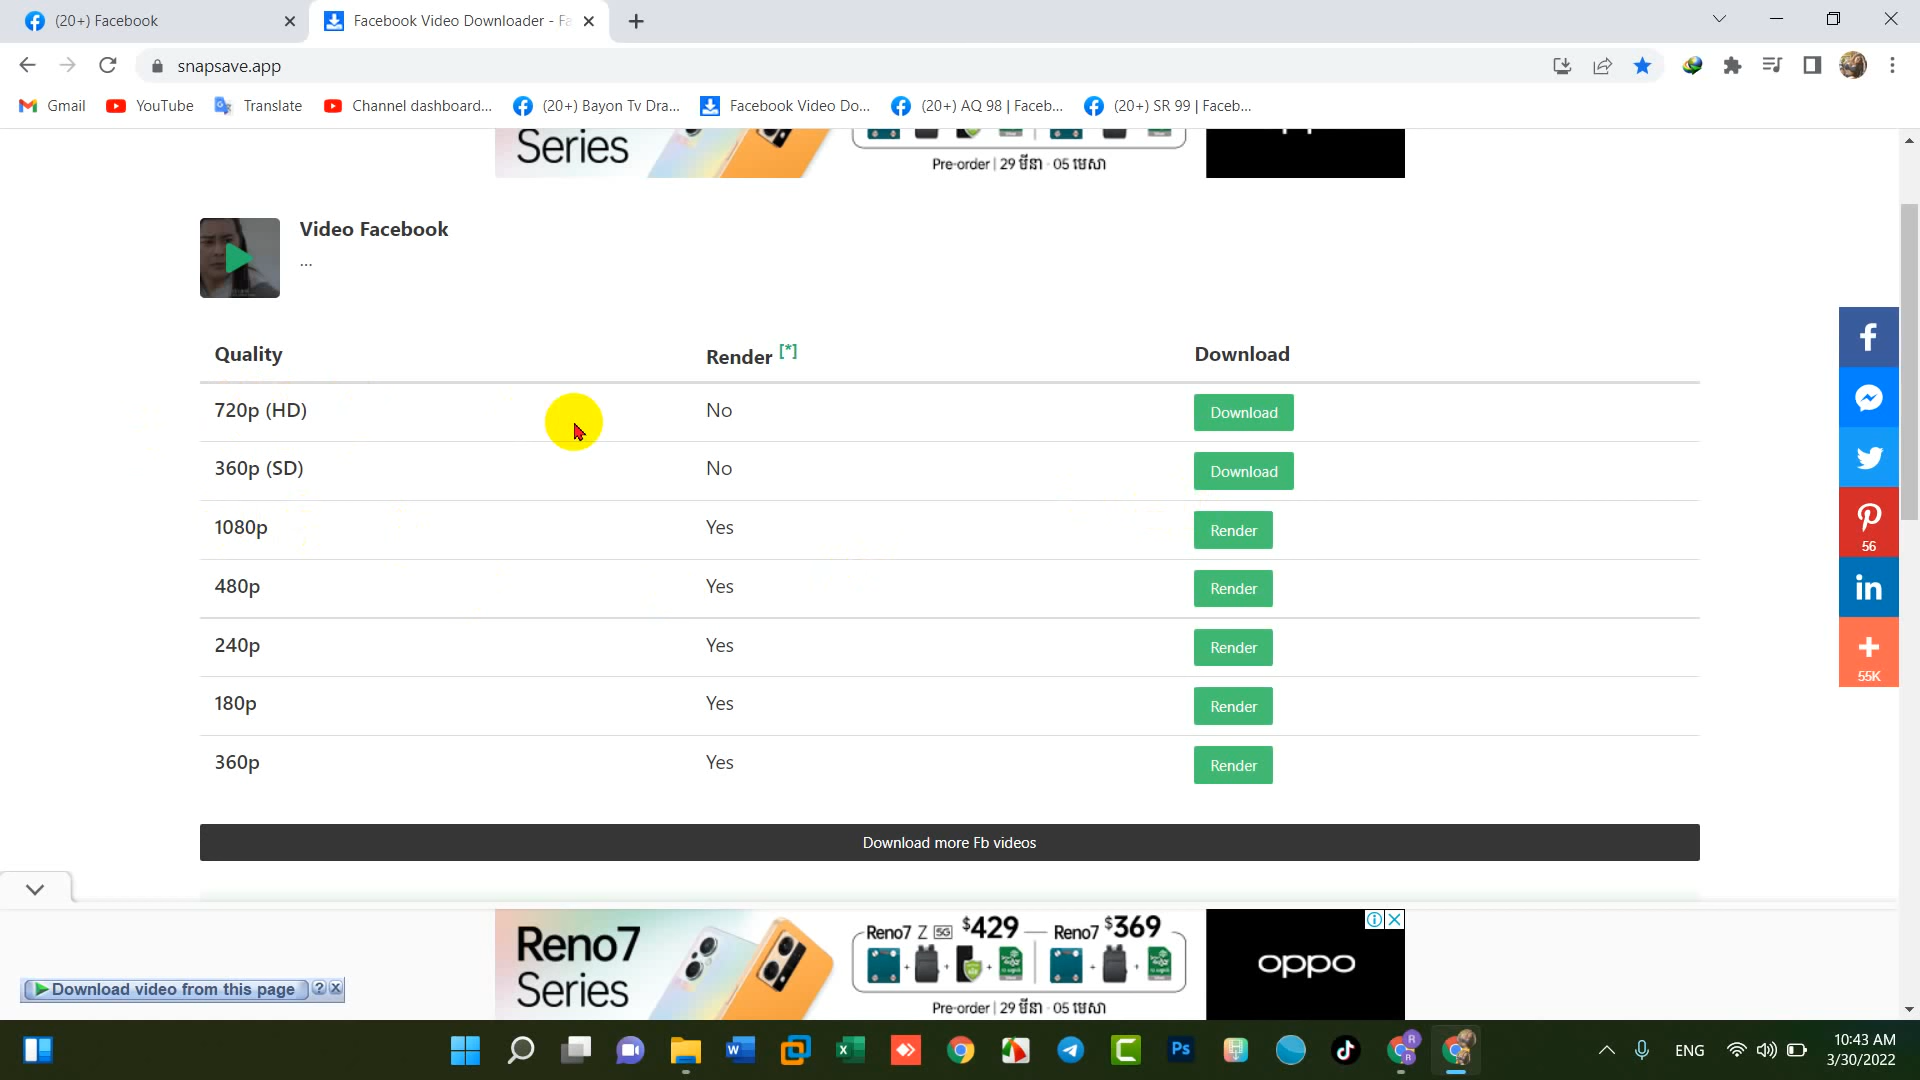 (20+) Facebook
Facebook Video Downloader - Fa
snapsave.app
Gmail
YouTube
Translate
Channel dashboard...
(20+) Bayon Tv Dra...
Facebook Video Do...
(20+) AQ 98 | Faceb...
(20+) SR 99 | Faceb...
Series
Pre-order | 29 មីនា - 05 មេសា
Video Facebook
...
Quality
Render [*]
Download
720p (HD)
No
Download
360p (SD)
No
Download
1080p
Yes
Render
480p
Yes
Render
240p
Yes
Render
180p
Yes
Render
360p
Yes
Render
56
in
55K
Download more Fb videos
Reno7
Series
Reno7 Z 5G $429
Reno7 $369
Pre-order | 29 មីនា - 05 មេសា
oppo
Download video from this page
Ps
R
R
ENG
10:43 AM
3/30/2022